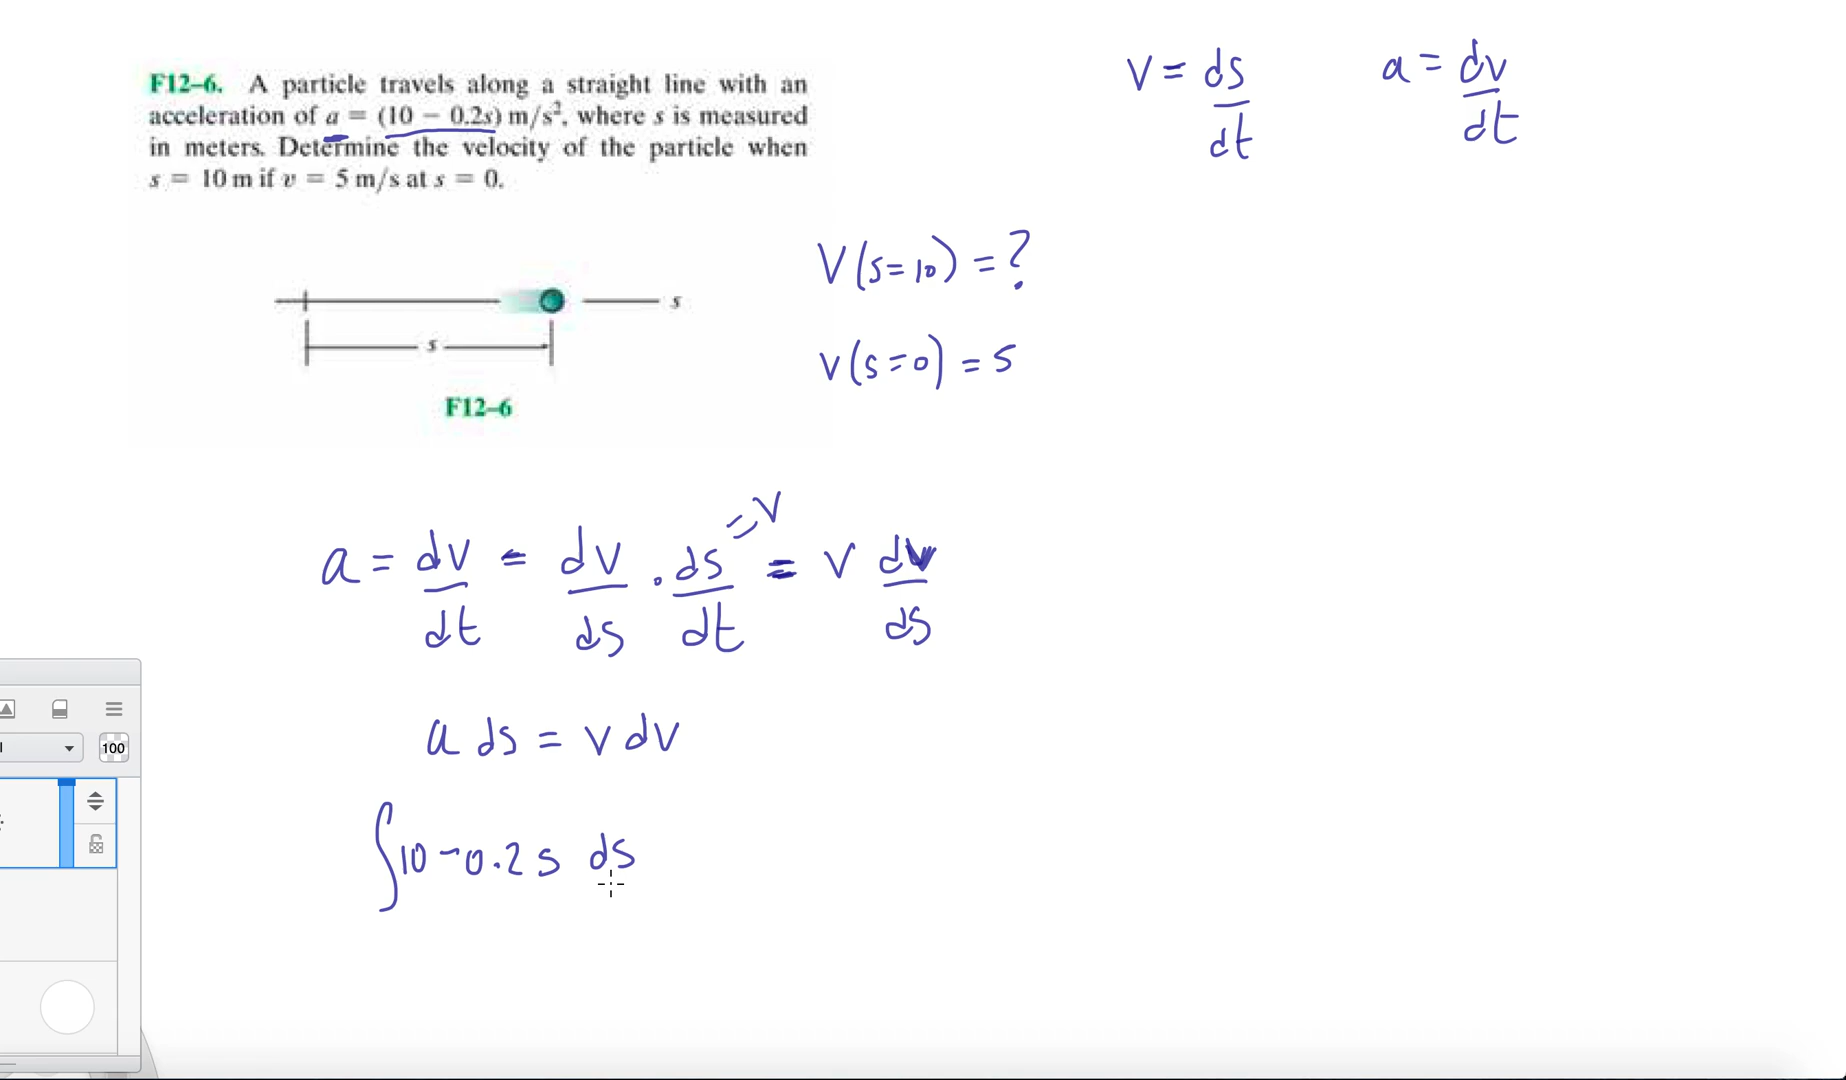 F12–6. A particle travels along a straight line with an
acceleration of a = (10 − 0.2s) m/s², where s is measured
in meters. Determine the velocity of the particle when
s = 10 m if v = 5 m/s at s = 0.
s
s
F12–6
v = ds/dt
a = dv/dt
V(s=10) = ?
v(s=0) = 5
a = dv/dt = dv/ds · ds/dt = v dv/ds
=v
a ds = v dv
∫10-0.2s ds
100